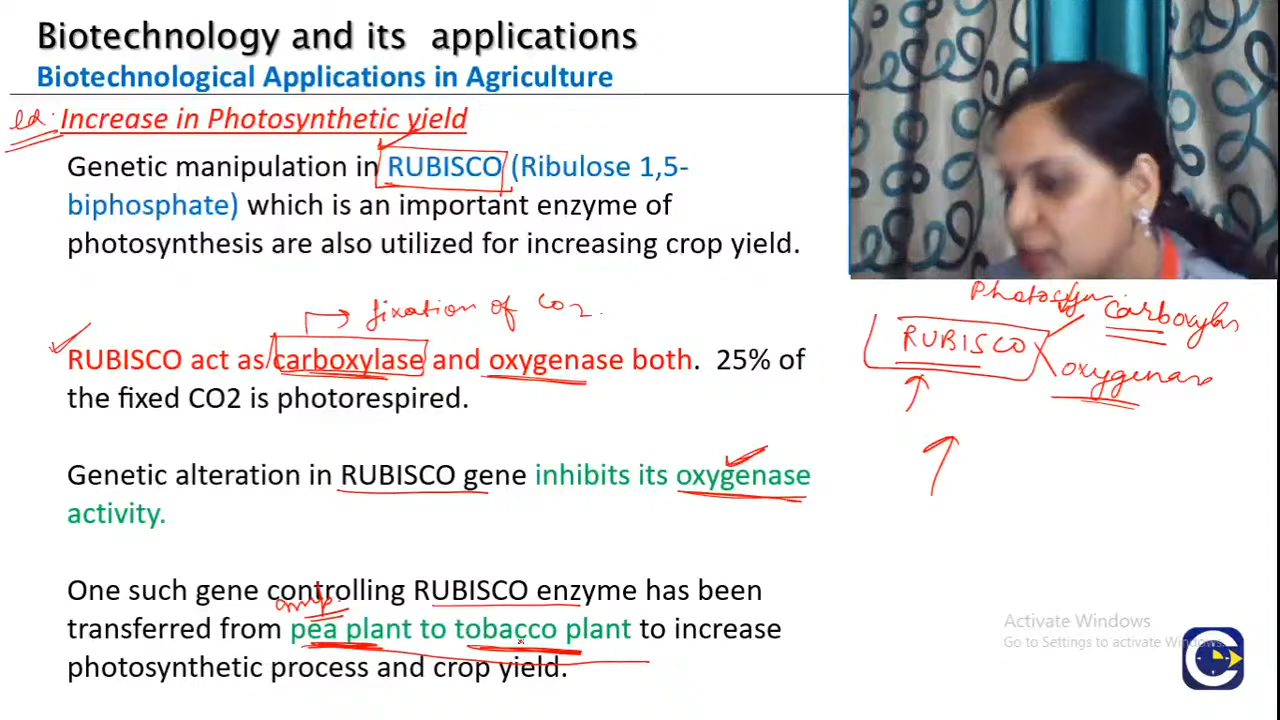 Biotechnology and its applications
Biotechnological Applications in Agriculture
Increase in Photosynthetic yield
Genetic manipulation in RUBISCO (Ribulose 1,5-
biphosphate) which is an important enzyme of
photosynthesis are also utilized for increasing crop yield.
fixation of CO2.
RUBISCO act as carboxylase and oxygenase both. 25% of
the fixed CO2 is photorespired.
Genetic alteration in RUBISCO gene inhibits its oxygenase
activity.
One such gene controlling RUBISCO enzyme has been
transferred from pea plant to tobacco plant to increase
photosynthetic process and crop yield.
RUBISCO
oxygenase
Activate Windows
Go to Settings to activate Windows.